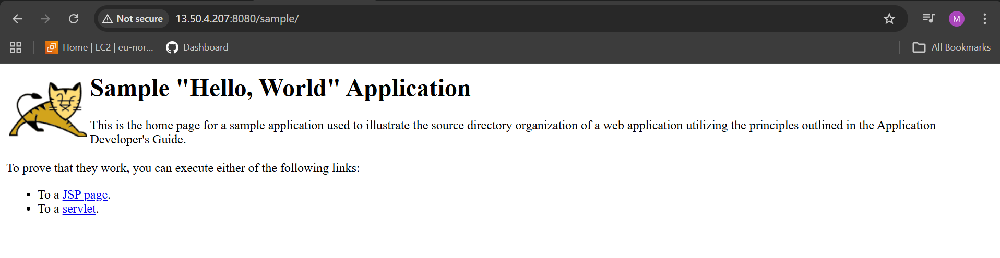 Not secure 13.50.4.207:8080/sample/
M
Home | EC2 | eu-nor... Dashboard All Bookmarks
Sample "Hello, World" Application
This is the home page for a sample application used to illustrate the source directory organization of a web application utilizing the principles outlined in the Application
Developer's Guide.
To prove that they work, you can execute either of the following links:
• To a JSP page.
• To a servlet.